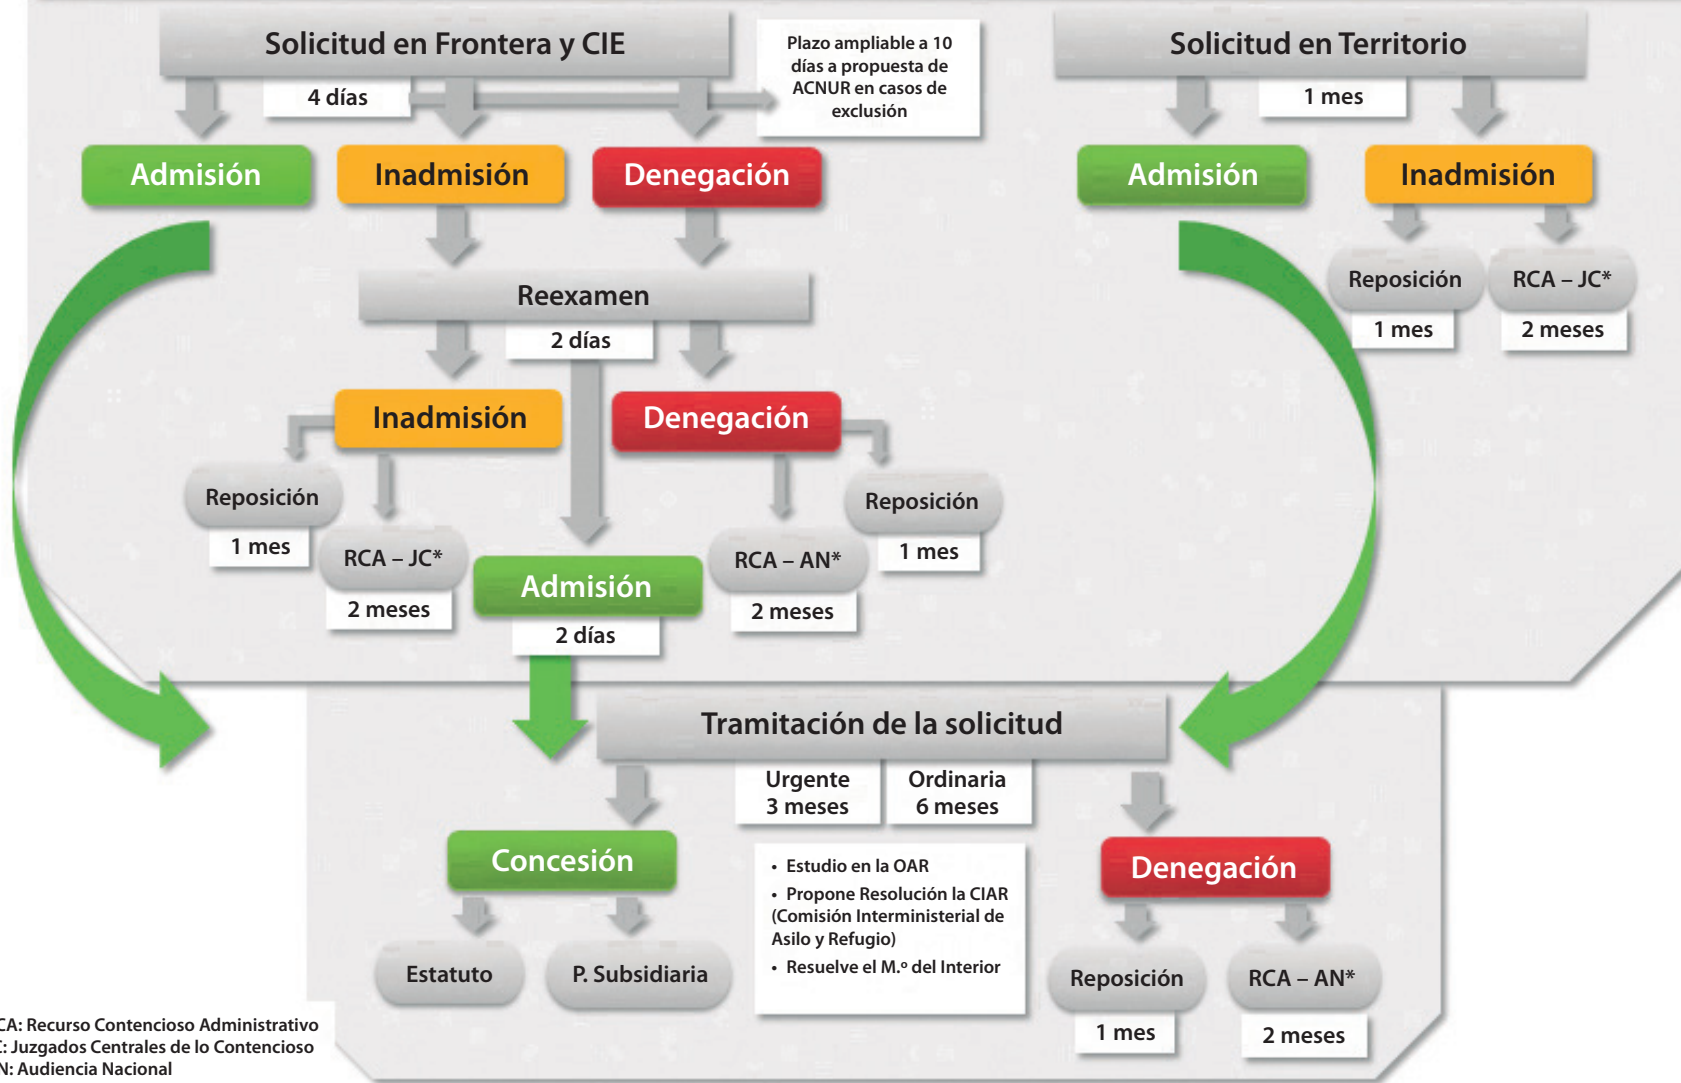 Solicitud en Frontera y CIE
4 días
Plazo ampliable a 10
días a propuesta de
ACNUR en casos de
exclusión
Solicitud en Territorio
1 mes
Admisión
Inadmisión
Denegación
Admisión
Inadmisión
Reexamen
2 días
Reposición
1 mes
RCA – JC*
2 meses
Inadmisión
Denegación
Reposición
1 mes
RCA – JC*
2 meses
Admisión
2 días
RCA – AN*
2 meses
Reposición
1 mes
Tramitación de la solicitud
Urgente
3 meses
Ordinaria
6 meses
Concesión
Estatuto
P. Subsidiaria
• Estudio en la OAR
• Propone Resolución la CIAR
(Comisión Interministerial de
Asilo y Refugio)
• Resuelve el M.º del Interior
Denegación
Reposición
1 mes
RCA – AN*
2 meses
CA: Recurso Contencioso Administrativo
C: Juzgados Centrales de lo Contencioso
N: Audiencia Nacional